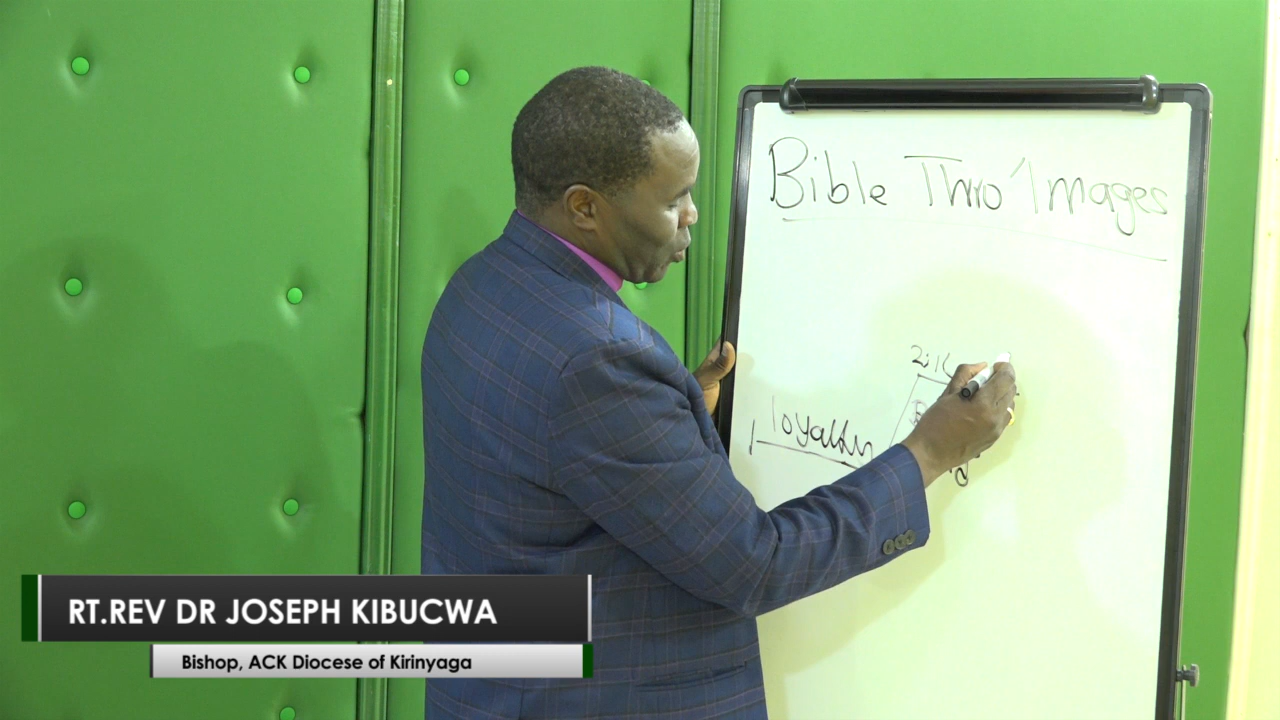 Bible Thro' Images
loyalty
RT.REV DR JOSEPH KIBUCWA
Bishop, ACK Diocese of Kirinyaga